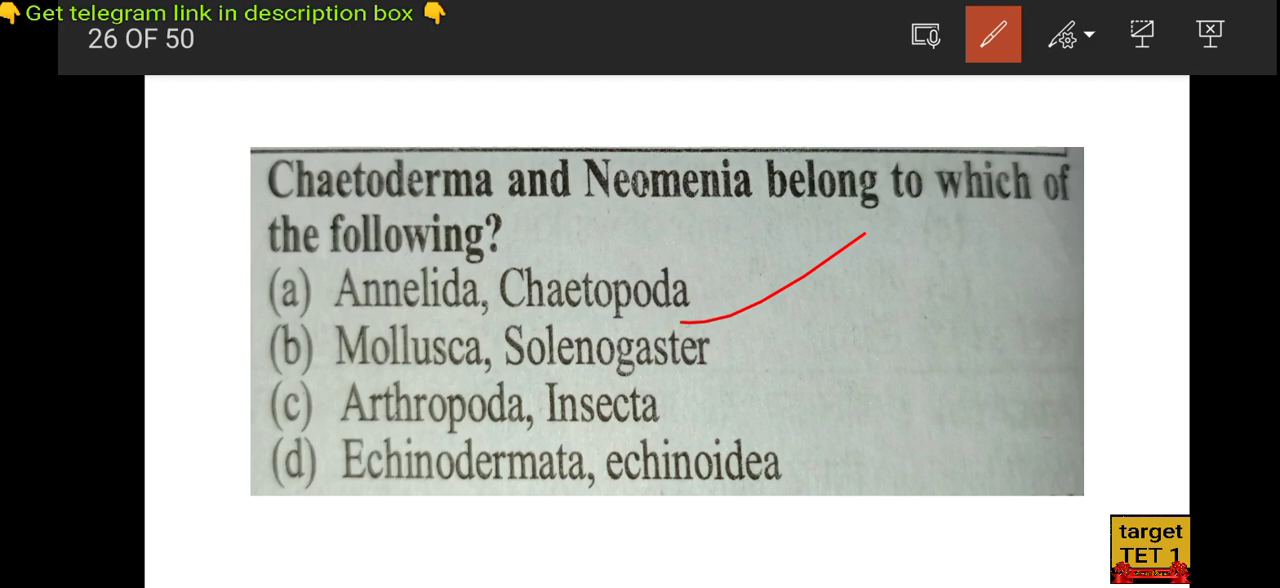 👇 Get telegram link in description box 👇
26 OF 50
Chaetoderma and Neomenia belong to which of
the following?
(a) Annelida, Chaetopoda
(b) Mollusca, Solenogaster
(c) Arthropoda, Insecta
(d) Echinodermata, echinoidea
target
TET 1